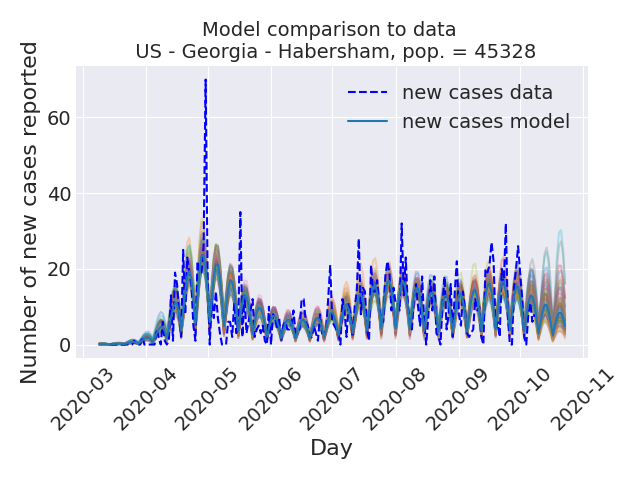 Model comparison to data
US - Georgia - Habersham, pop. = 45328
Number of new cases reported
60
40
20
0
new cases data
new cases model
2020-03
2020-04
2020-05
2020-06
2020-07
2020-08
2020-09
2020-10
2020-11
Day